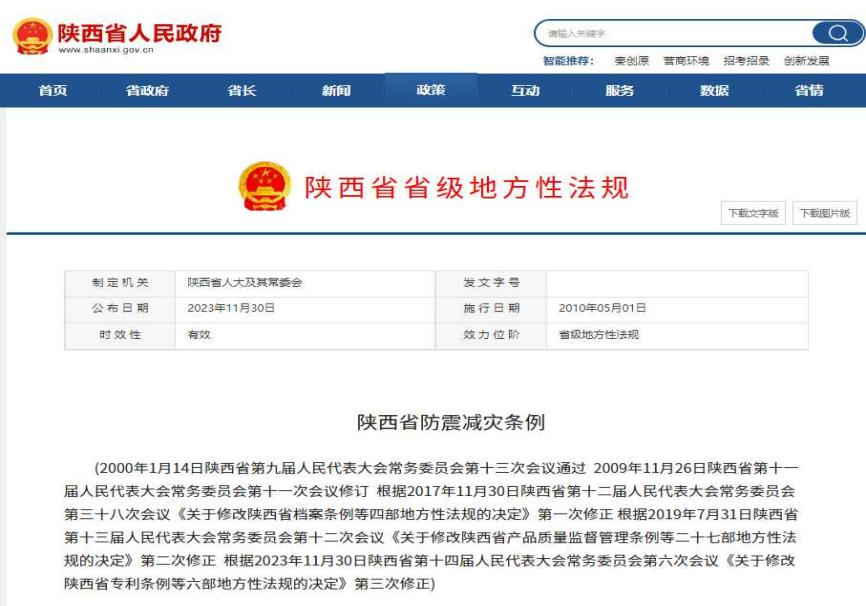 陕西省人民政府
www.shaanxi.gov.cn
请输入关键字
智能推荐： 秦创原 营商环境 招考招录 创新发展
首页 省政府 省长 新闻 政策 互动 服务 数据 省情
陕西省省级地方性法规
下载文字版 下载图片版
制定机关 陕西省人大及其常委会 发文字号
公布日期 2023年11月30日 施行日期 2010年05月01日
时效性 有效 效力位阶 省级地方性法规
陕西省防震减灾条例
(2000年1月14日陕西省第九届人民代表大会常务委员会第十三次会议通过 2009年11月26日陕西省第十一
届人民代表大会常务委员会第十一次会议修订 根据2017年11月30日陕西省第十二届人民代表大会常务委员会
第三十八次会议《关于修改陕西省档案条例等四部地方性法规的决定》第一次修正 根据2019年7月31日陕西省
第十三届人民代表大会常务委员会第十二次会议《关于修改陕西省产品质量监督管理条例等二十七部地方性法
规的决定》第二次修正 根据2023年11月30日陕西省第十四届人民代表大会常务委员会第六次会议《关于修改
陕西省专利条例等六部地方性法规的决定》第三次修正)